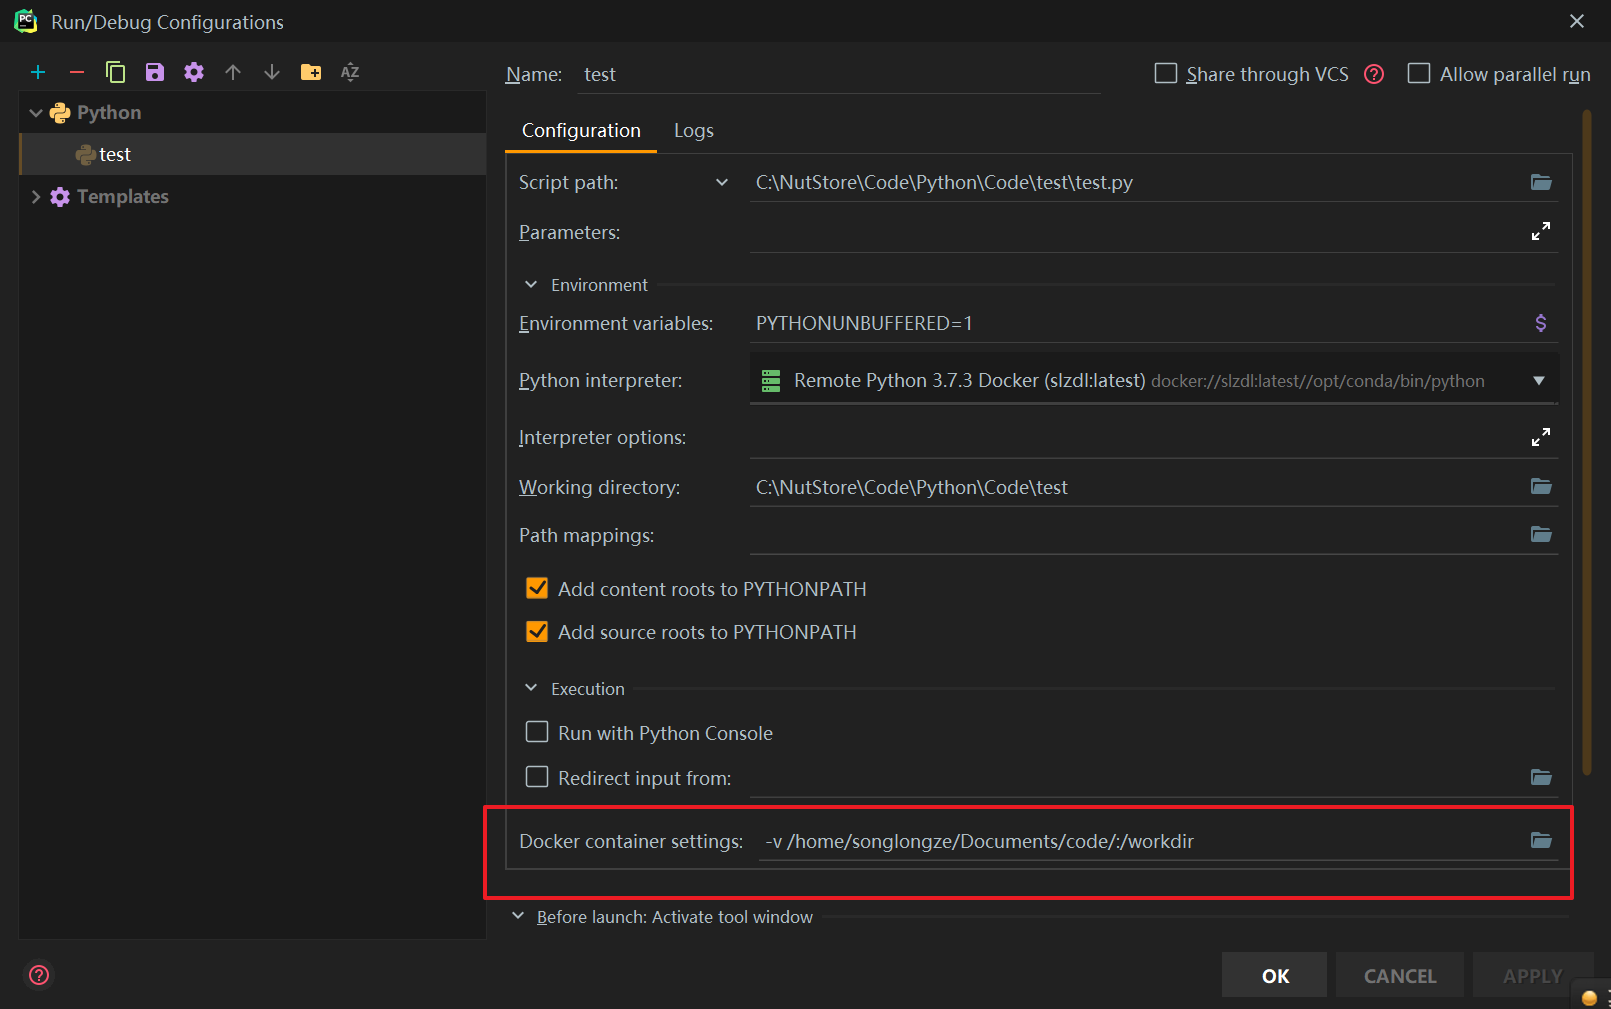 Run/Debug Configurations
Name: test
Share through VCS
Allow parallel run
Python
test
Templates
Configuration Logs
Script path: C:\NutStore\Code\Python\Code\test\test.py
Parameters:
Environment
Environment variables: PYTHONUNBUFFERED=1
Python interpreter: Remote Python 3.7.3 Docker (slzdl:latest) docker://slzdl:latest//opt/conda/bin/python
Interpreter options:
Working directory: C:\NutStore\Code\Python\Code\test
Path mappings:
Add content roots to PYTHONPATH
Add source roots to PYTHONPATH
Execution
Run with Python Console
Redirect input from:
Docker container settings: -v /home/songlongze/Documents/code/:/workdir
Before launch: Activate tool window
OK CANCEL APPLY